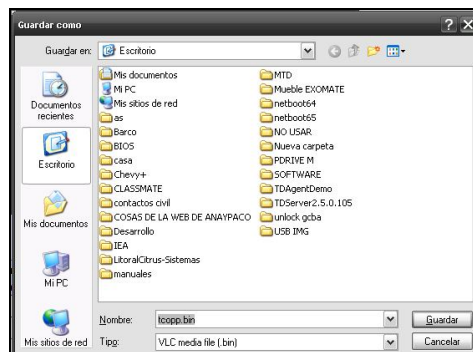 Guardar como
Guardar en:
Escritorio
Documentos recientes
Escritorio
Mis documentos
Mi PC
Mis sitios de red
Mis documentos
Mi PC
Mis sitios de red
as
Barco
BIOS
casa
Chevy+
CLASSMATE
contactos civil
COSAS DE LA WEB DE ANAYPACO
Desarrollo
IEA
LitoralCitrus-Sistemas
manuales
MTD
Mueble EXOMATE
netboot64
netboot65
NO USAR
Nueva carpeta
PDRIVE M
SOFTWARE
TDAgentDemo
TDServer2.5.0.105
unlock gcba
USB IMG
Nombre:
tcopp.bin
Guardar
Tipo:
VLC media file (.bin)
Cancelar